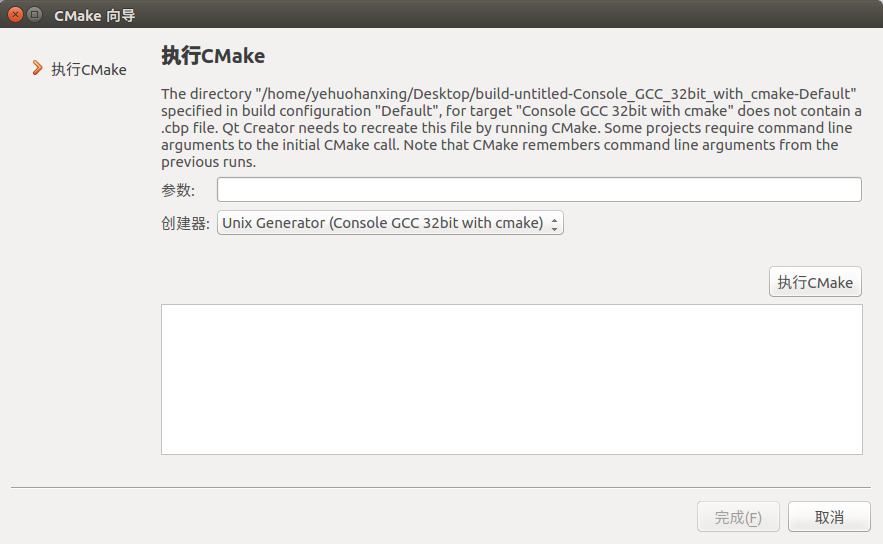 CMake 向导
执行CMake
执行CMake
The directory "/home/yehuohanxing/Desktop/build-untitled-Console_GCC_32bit_with_cmake-Default"
specified in build configuration "Default", for target "Console GCC 32bit with cmake" does not contain a
.cbp file. Qt Creator needs to recreate this file by running CMake. Some projects require command line
arguments to the initial CMake call. Note that CMake remembers command line arguments from the
previous runs.
参数:
创建器: Unix Generator (Console GCC 32bit with cmake)
执行CMake
完成(F) 取消